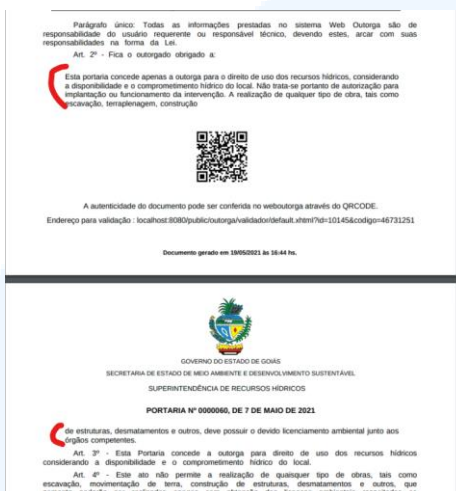 Parágrafo único: Todas as informações prestadas no sistema Web Outorga são de
responsabilidade do usuário requerente ou responsável técnico, devendo estes, arcar com suas
responsabilidades na forma da Lei.
Art. 2º - Fica o outorgado obrigado a:
Esta portaria concede apenas a outorga para o direito de uso dos recursos hídricos, considerando
a disponibilidade e o comprometimento hídrico do local. Não trata-se portanto de autorização para
implantação ou funcionamento da intervenção. A realização de qualquer tipo de obra, tais como
escavação, terraplenagem, construção
A autenticidade do documento pode ser conferida no weboutorga através do QRCODE.
Endereço para validação : localhost:8080/public/outorga/validador/default.xhtml?id=10145&codigo=46731251
Documento gerado em 19/05/2021 às 16:44 hs.
GOVERNO DO ESTADO DE GOIÁS
SECRETARIA DE ESTADO DE MEIO AMBIENTE E DESENVOLVIMENTO SUSTENTÁVEL
SUPERINTENDÊNCIA DE RECURSOS HÍDRICOS
PORTARIA Nº 0000060, DE 7 DE MAIO DE 2021
de estruturas, desmatamentos e outros, deve possuir o devido licenciamento ambiental junto aos
órgãos competentes.
Art. 3º - Esta Portaria concede a outorga para direito de uso dos recursos hídricos
considerando a disponibilidade e o comprometimento hídrico do local.
Art. 4º - Este ato não permite a realização de quaisquer tipo de obras, tais como
escavação, movimentação de terra, construção de estruturas, desmatamentos e outros, que